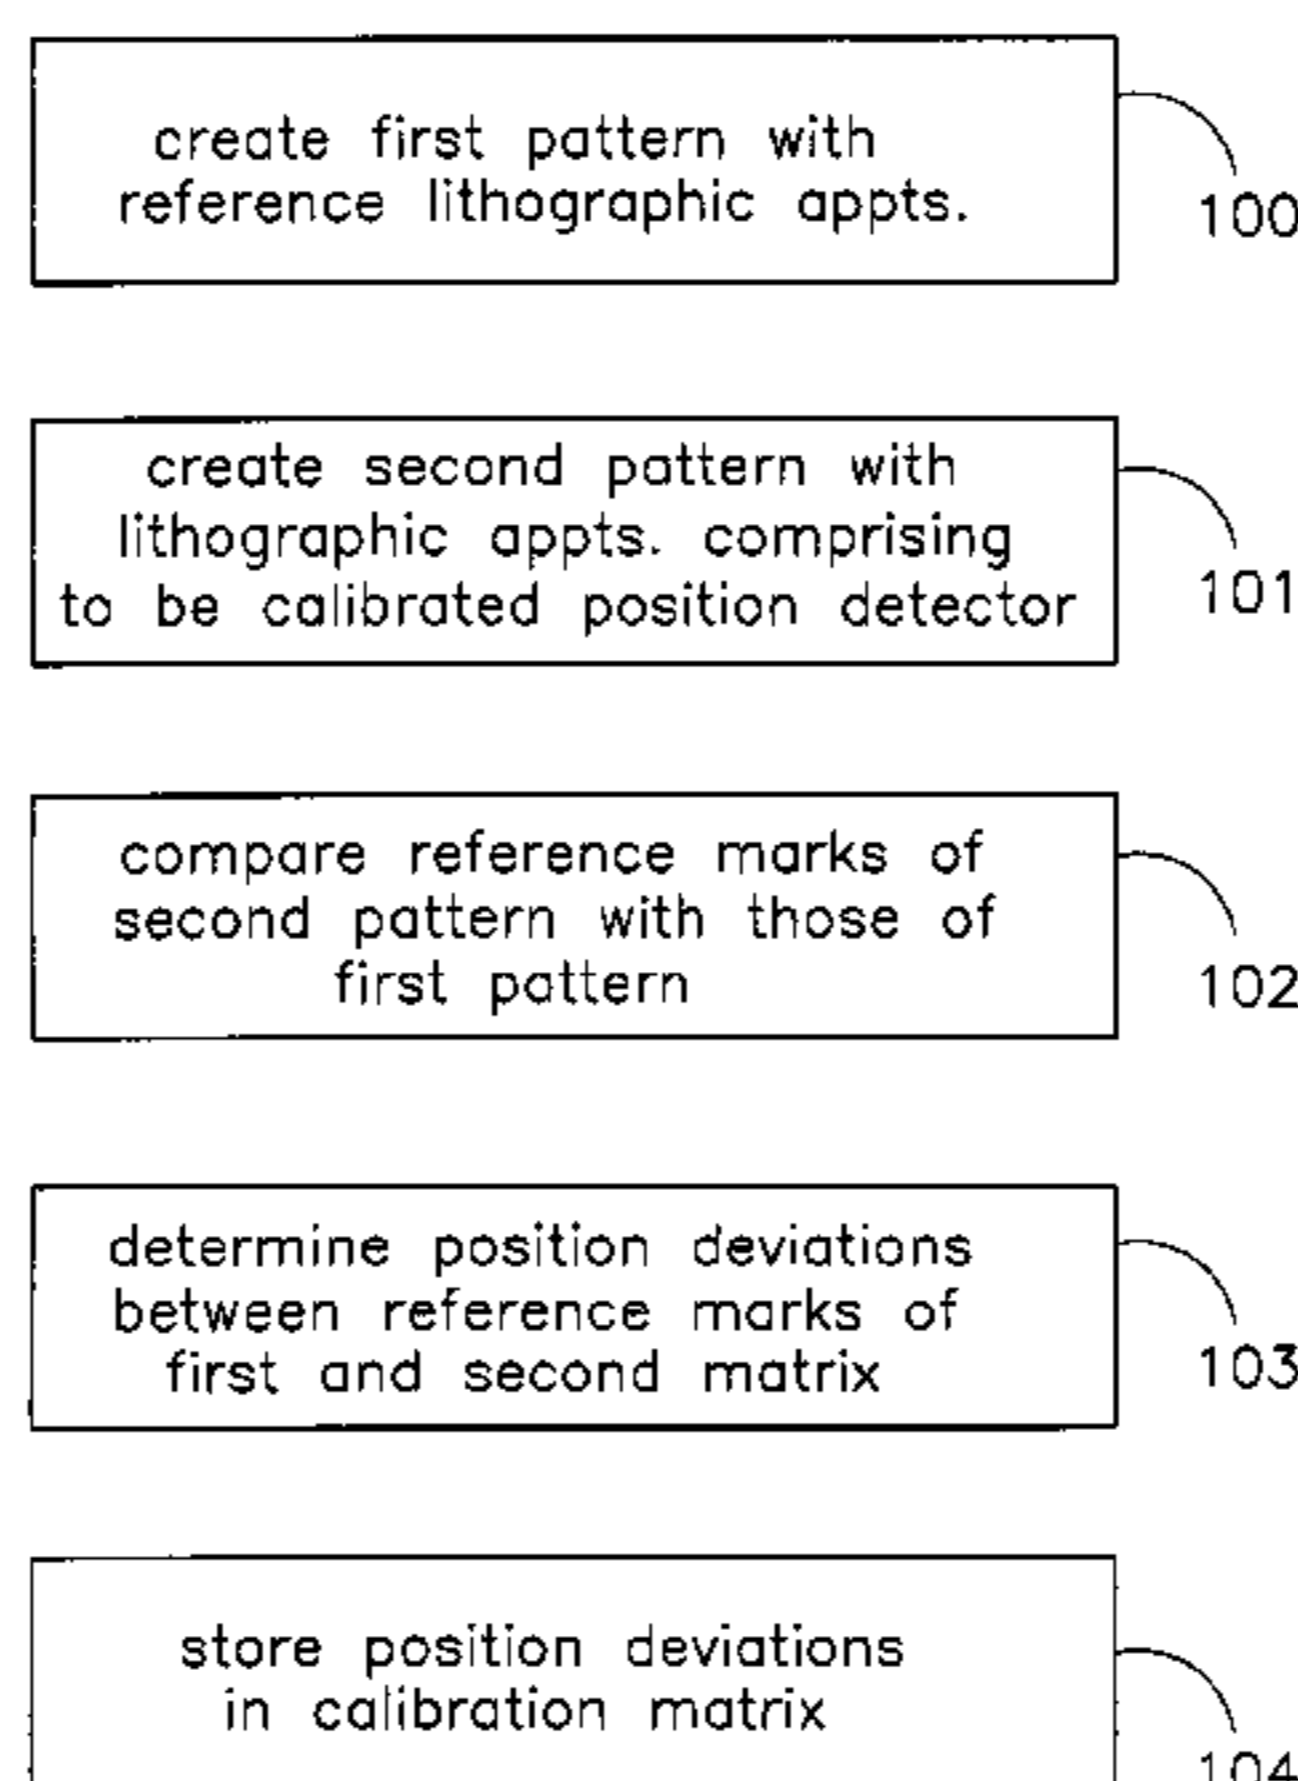 create first pattern with
reference lithographic appts.
100
create second pattern with
lithographic appts. comprising
to be calibrated position detector
101
compare reference marks of
second pattern with those of
first pattern
102
determine position deviations
between reference marks of
first and second matrix
103
store position deviations
in calibration matrix
104